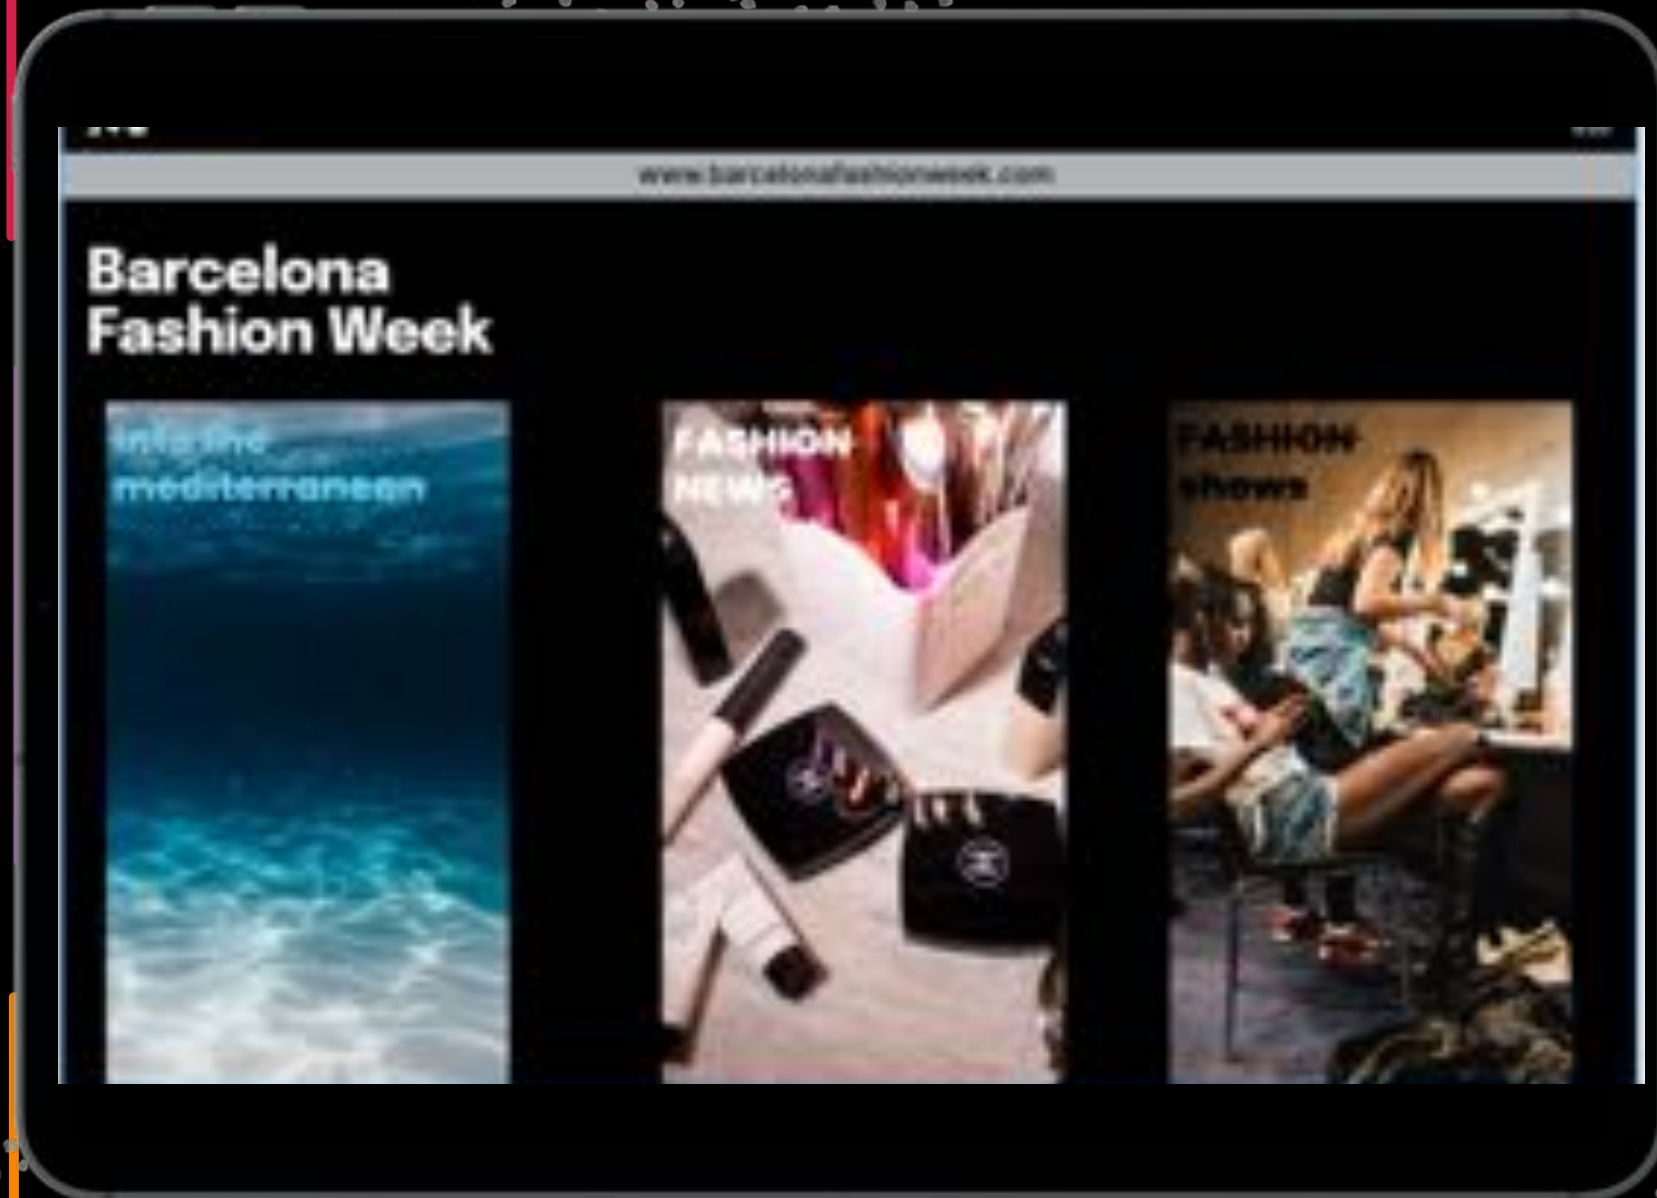 www.barcelonafashionweek.com
Barcelona
Fashion Week
into the
mediterranean
FASHION
NEWS
FASHION
shows